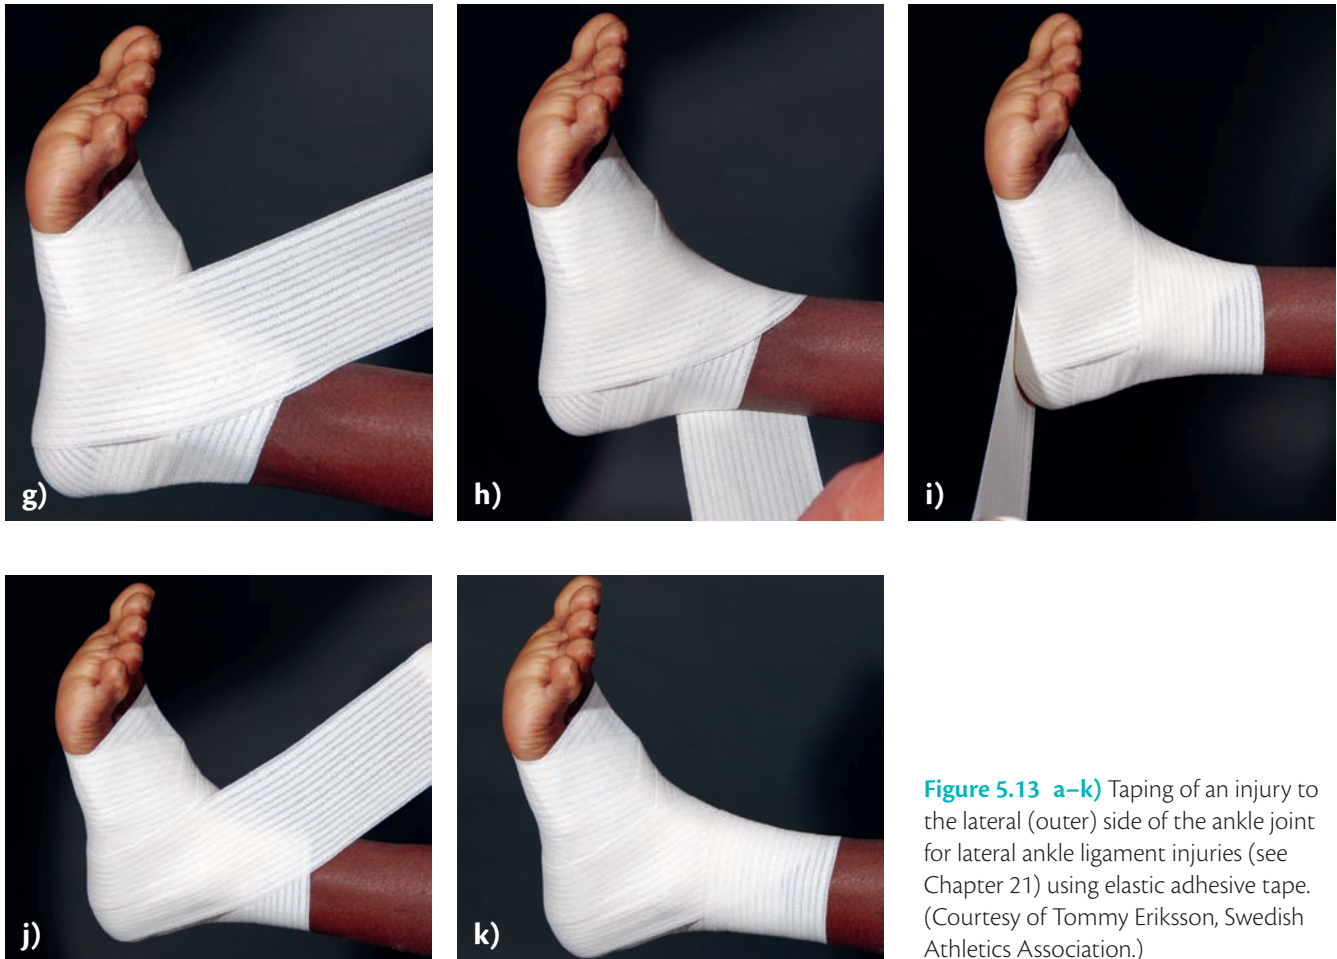 g)
h)
i)
j)
k)
Figure 5.13 a–k) Taping of an injury to
the lateral (outer) side of the ankle joint
for lateral ankle ligament injuries (see
Chapter 21) using elastic adhesive tape.
(Courtesy of Tommy Eriksson, Swedish
Athletics Association.)